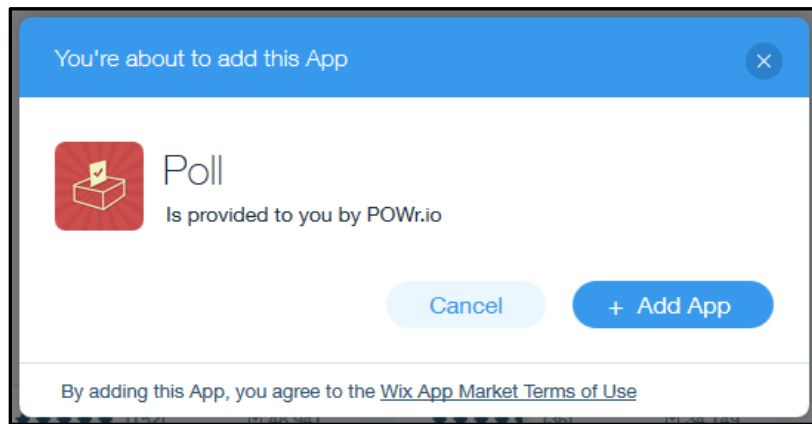 You're about to add this App
Poll
Is provided to you by POWr.io
Cancel
+ Add App
By adding this App, you agree to the Wix App Market Terms of Use